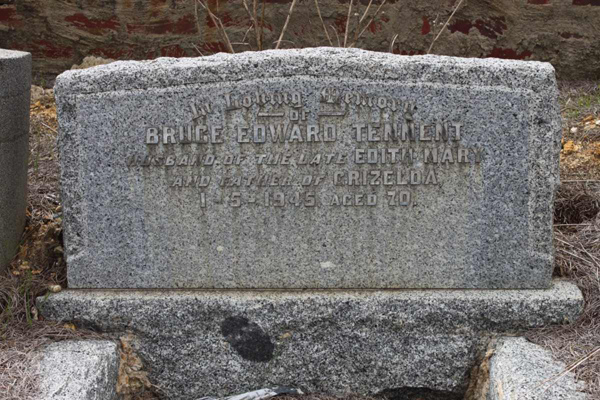 In Loving Memory
OF
BRUCE EDWARD TENNENT
HUSBAND OF THE LATE EDITH MARY
AND FATHER OF GRIZELDA
1-5-1945 AGED 70.